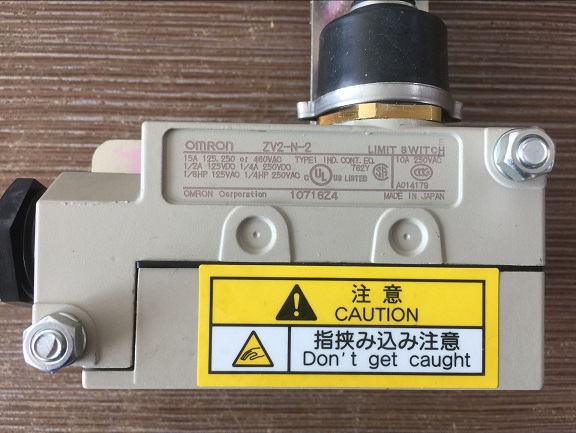 OMRON ZV2-N-2 LIMIT SWITCH
15A 125,250 or 480VAC TYPE1 IND.CONT.EQ. 10A 250VAC
1/2A 125VDC 1/4A 250VDC 762Y
1/8HP 125VAC 1/4HP 250VAC UL US LISTED
A014179
OMRON Corporation 10718Z4 MADE IN JAPAN
注意
CAUTION
指挟み込み注意
Don't get caught